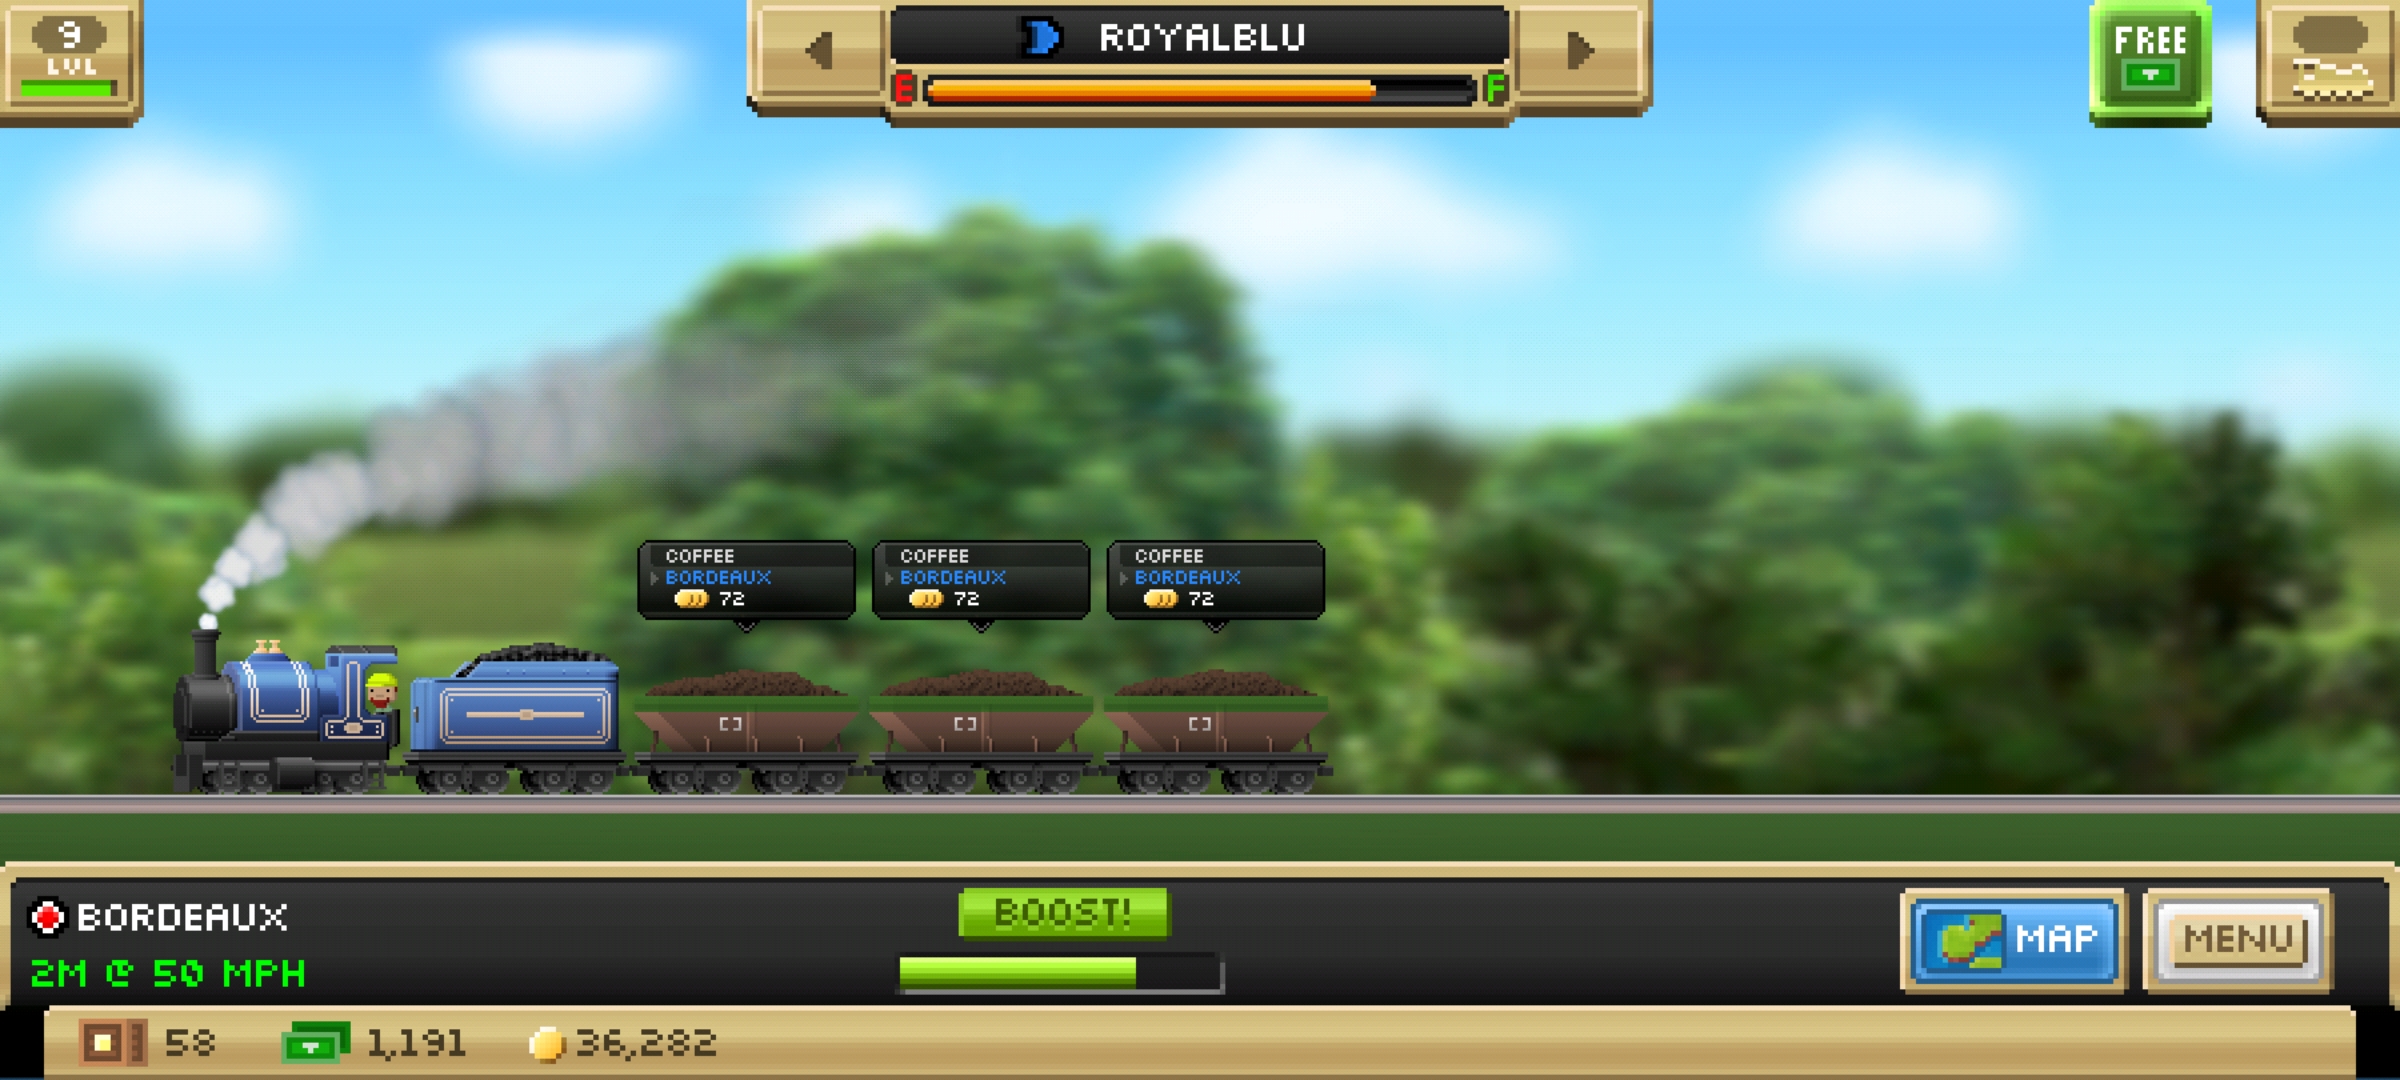 9
LVL
ROYALBLU
E F
FREE
COFFEE
BORDEAUX
72
COFFEE
BORDEAUX
72
COFFEE
BORDEAUX
72
BORDEAUX
2M @ 50 MPH
BOOST!
MAP
MENU
58 1,191 36,282